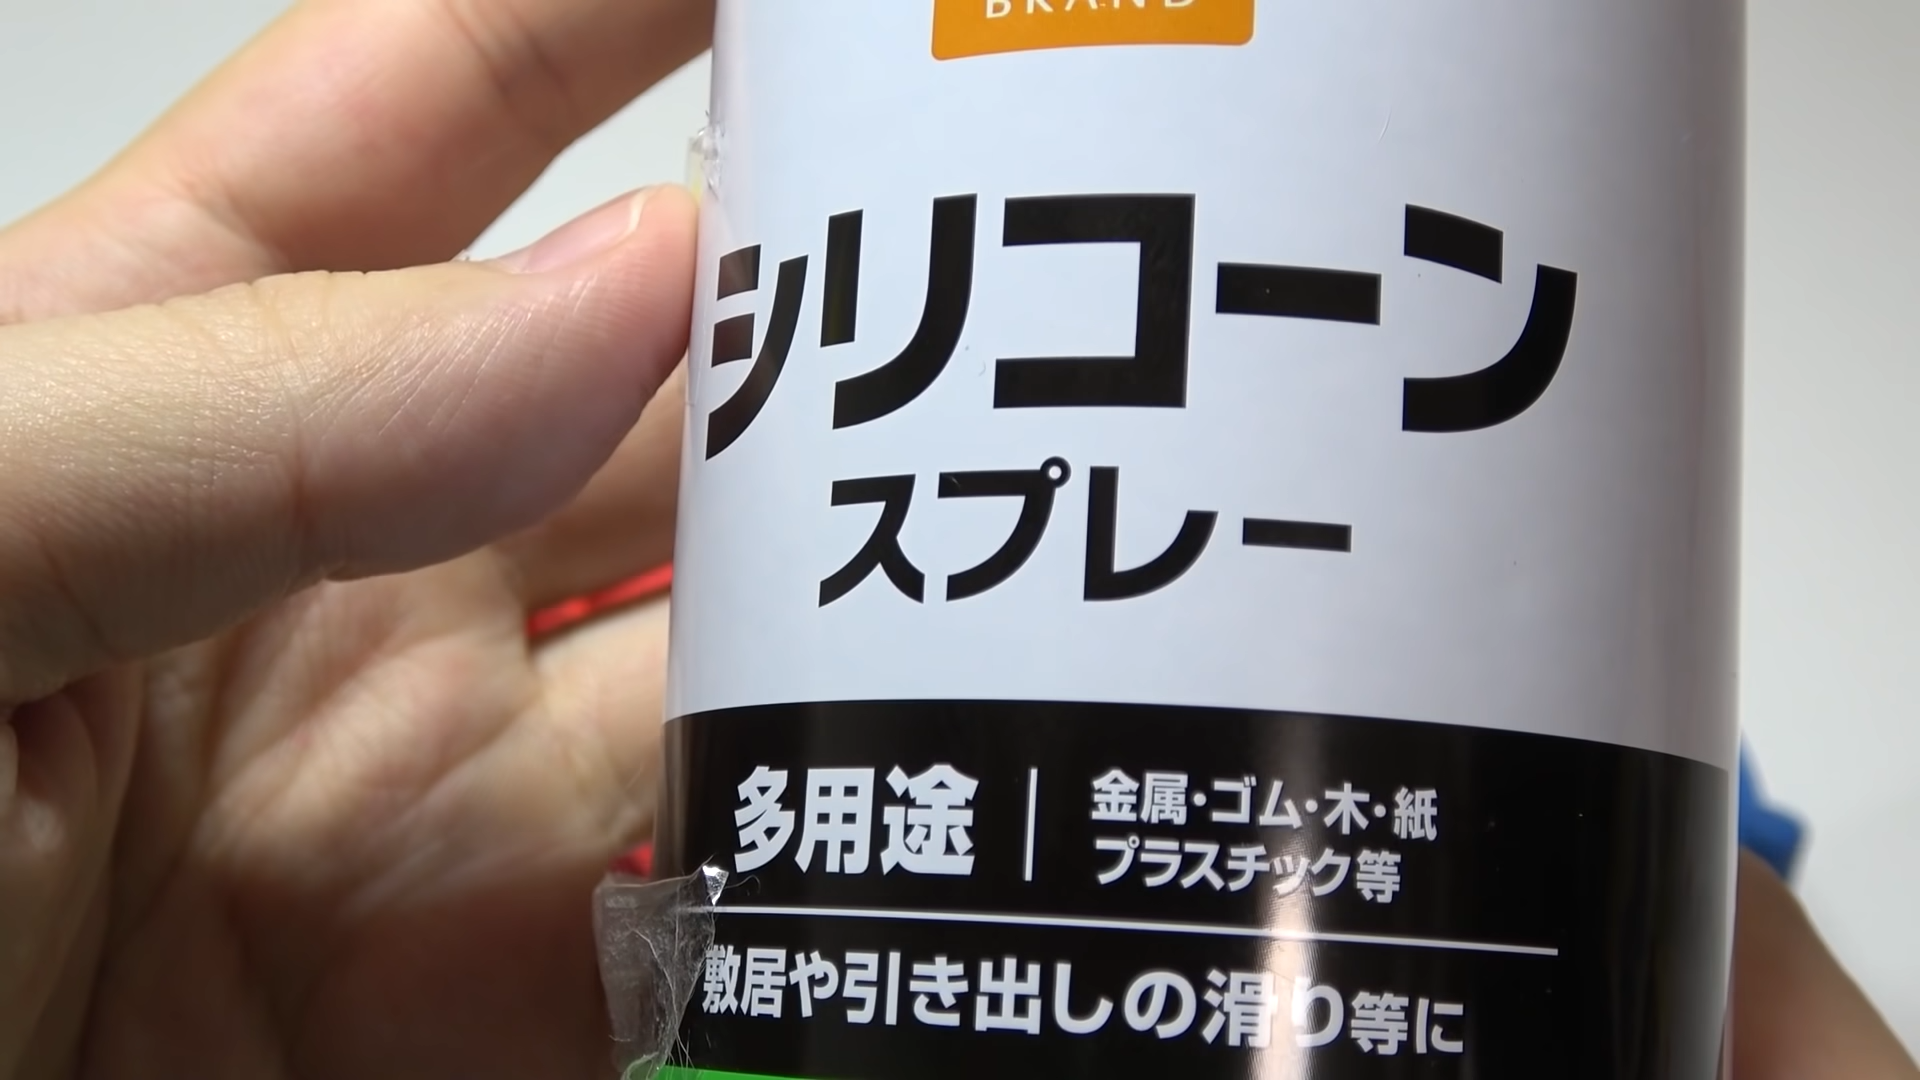 BRAND
シリコーン
スプレー
多用途
金属・ゴム・木・紙
プラスチック等
敷居や引き出しの滑り等に